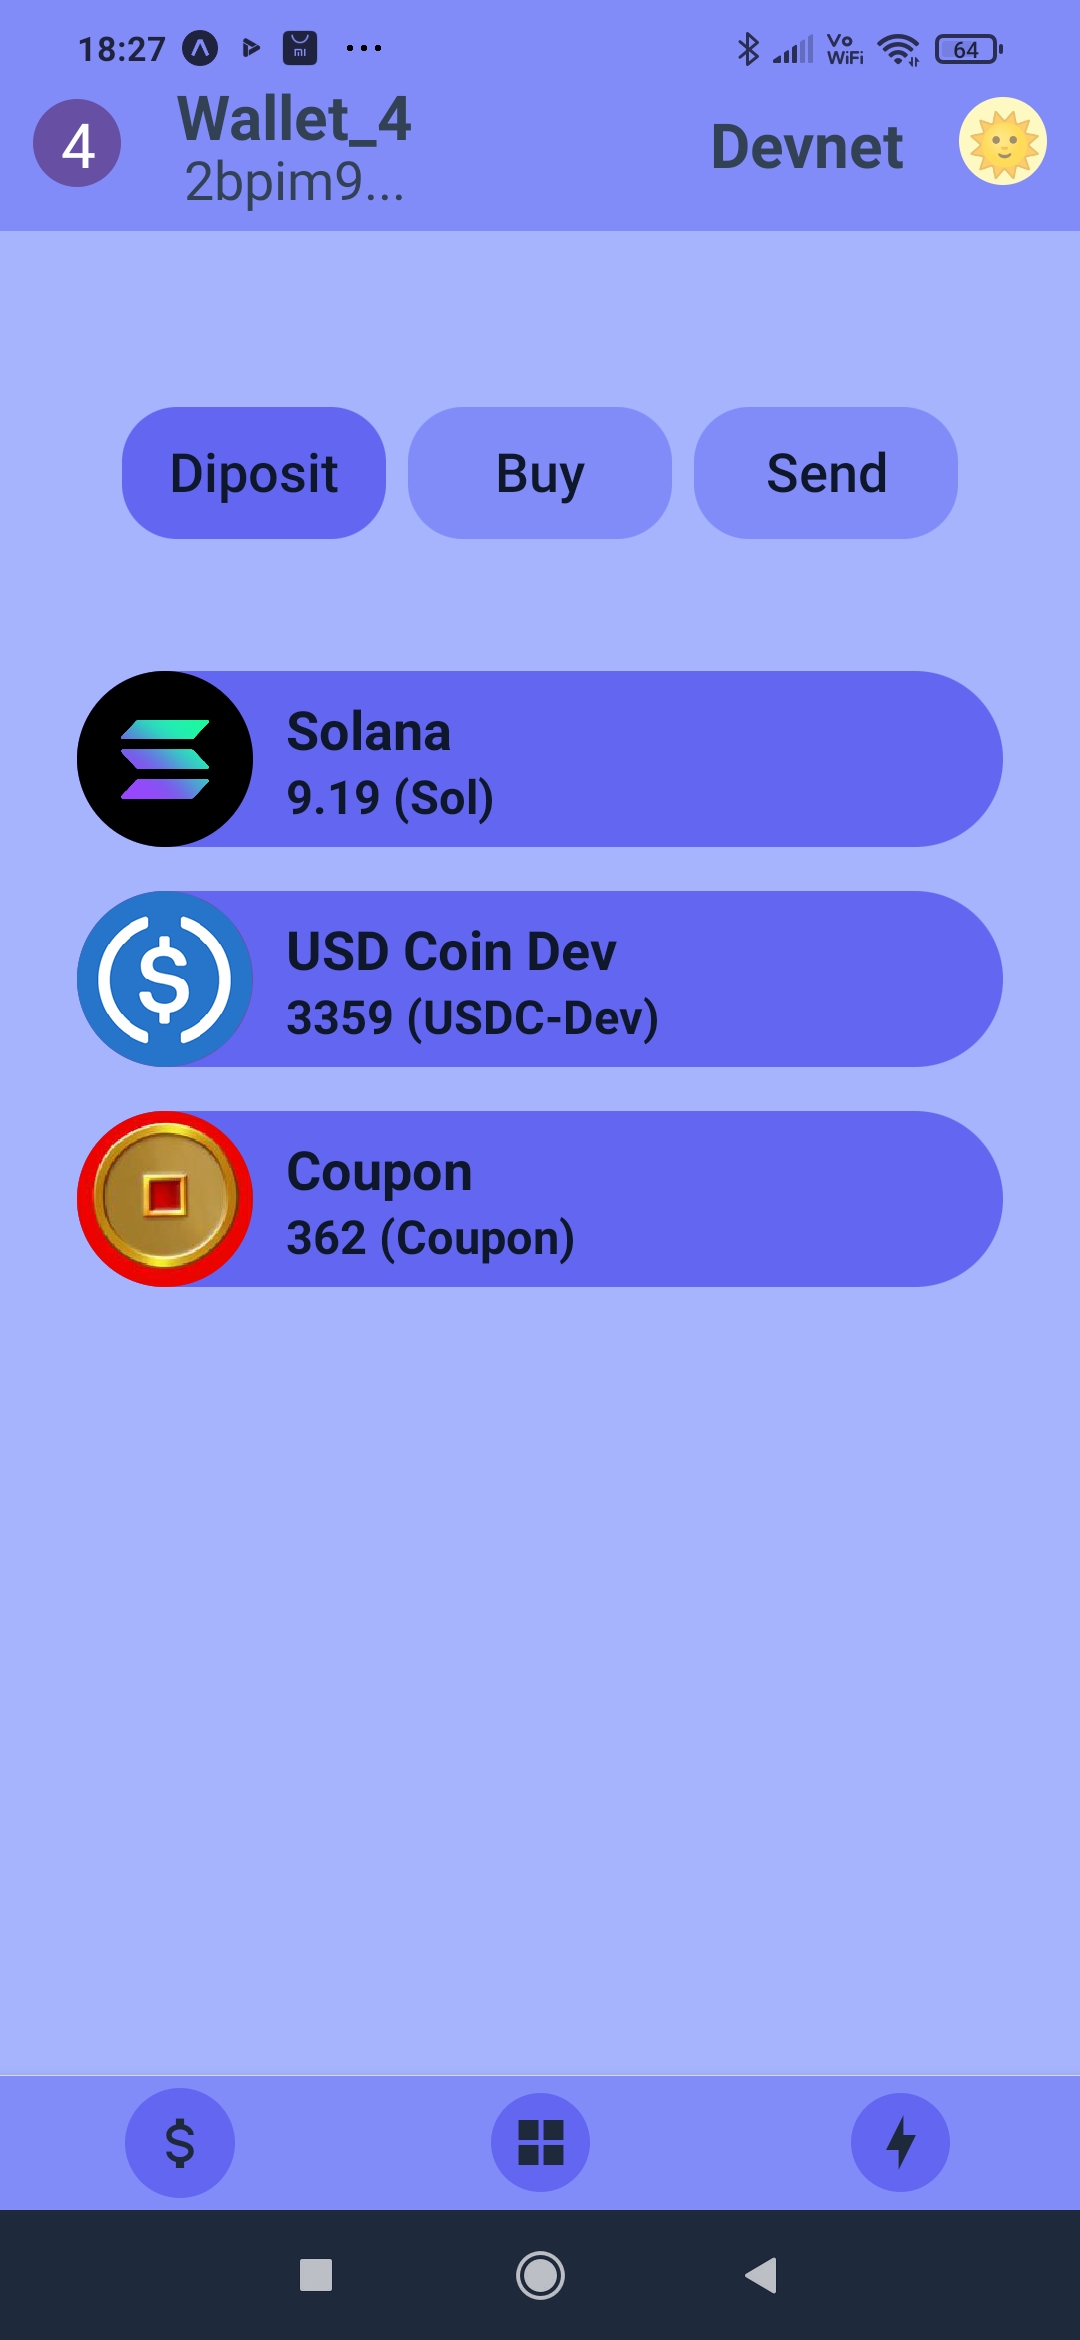 18:27
Vo
WiFi
64
4
Wallet_4
2bpim9...
Devnet
Diposit
Buy
Send
Solana
9.19 (Sol)
USD Coin Dev
3359 (USDC-Dev)
Coupon
362 (Coupon)